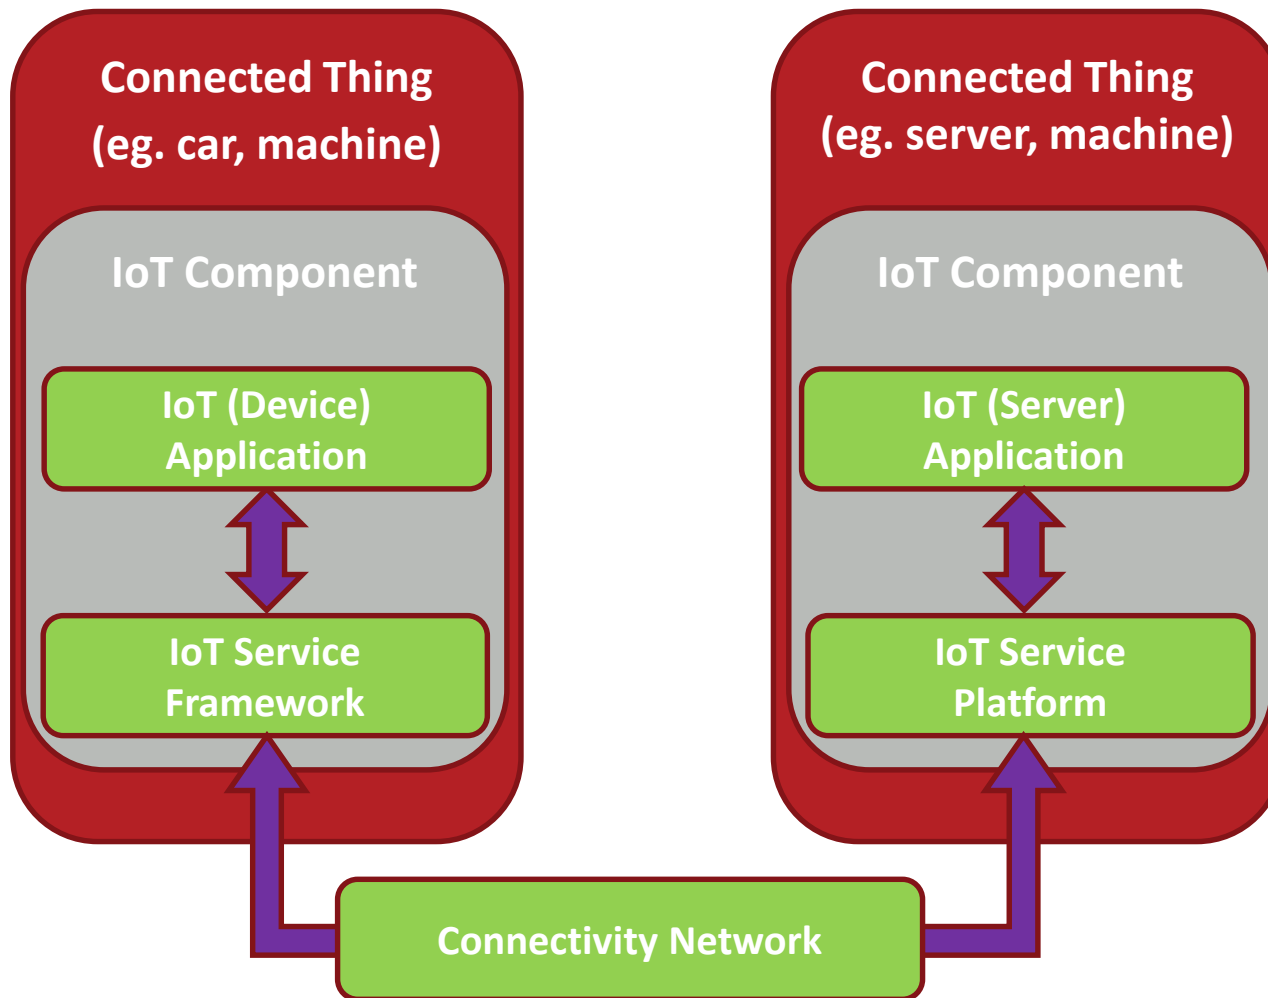 Connected Thing
(eg. car, machine)
IoT Component
IoT (Device)
Application
IoT Service
Framework
Connected Thing
(eg. server, machine)
IoT Component
IoT (Server)
Application
IoT Service
Platform
Connectivity Network